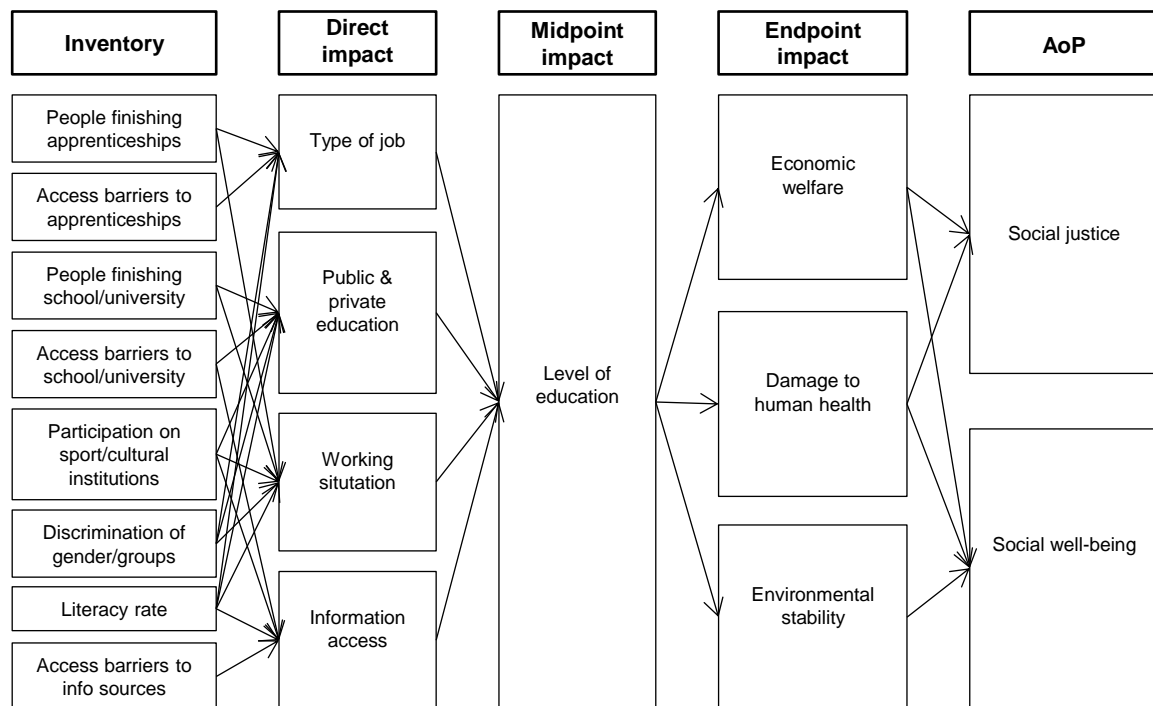 Inventory
Direct
impact
Midpoint
impact
Endpoint
impact
AoP
People finishing
apprenticeships
Access barriers to
apprenticeships
People finishing
school/university
Access barriers to
school/university
Participation on
sport/cultural
institutions
Discrimination of
gender/groups
Literacy rate
Access barriers to
info sources
Type of job
Public &
private
education
Working
situtation
Information
access
Level of
education
Economic
welfare
Damage to
human health
Environmental
stability
Social justice
Social well-being